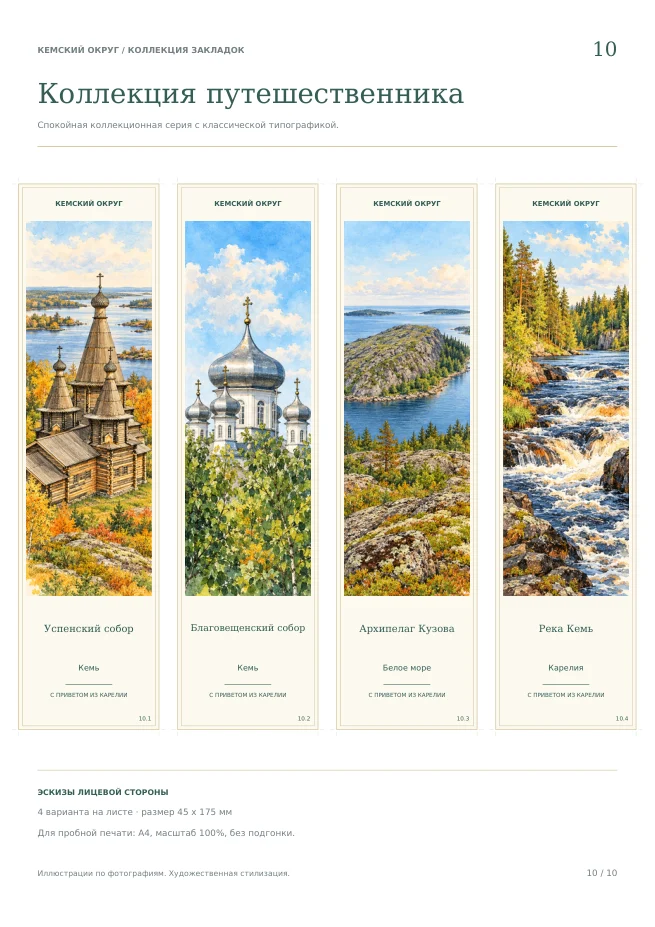 КЕМСКИЙ ОКРУГ / КОЛЛЕКЦИЯ ЗАКЛАДОК
10
Коллекция путешественника
Спокойная коллекционная серия с классической типографикой.
КЕМСКИЙ ОКРУГ
Успенский собор
Кемь
С ПРИВЕТОМ ИЗ КАРЕЛИИ
10.1
КЕМСКИЙ ОКРУГ
Благовещенский собор
Кемь
С ПРИВЕТОМ ИЗ КАРЕЛИИ
10.2
КЕМСКИЙ ОКРУГ
Архипелаг Кузова
Белое море
С ПРИВЕТОМ ИЗ КАРЕЛИИ
10.3
КЕМСКИЙ ОКРУГ
Река Кемь
Карелия
С ПРИВЕТОМ ИЗ КАРЕЛИИ
10.4
ЭСКИЗЫ ЛИЦЕВОЙ СТОРОНЫ
4 варианта на листе · размер 45 x 175 мм
Для пробной печати: A4, масштаб 100%, без подгонки.
Иллюстрации по фотографиям. Художественная стилизация.
10 / 10